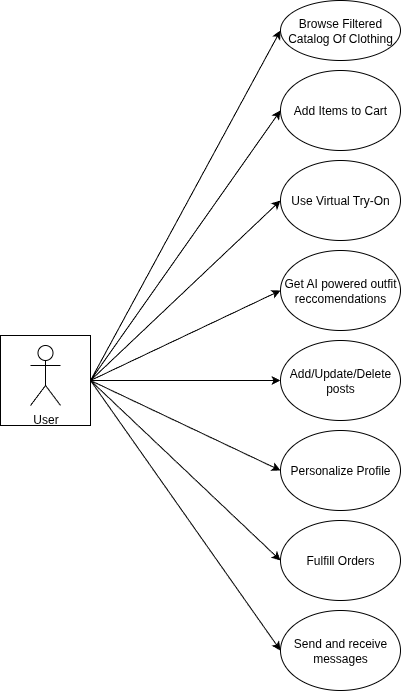 Browse Filtered
Catalog Of Clothing
Add Items to Cart
Use Virtual Try-On
Get AI powered outfit
reccomendations
Add/Update/Delete
posts
User
Personalize Profile
Fulfill Orders
Send and receive
messages